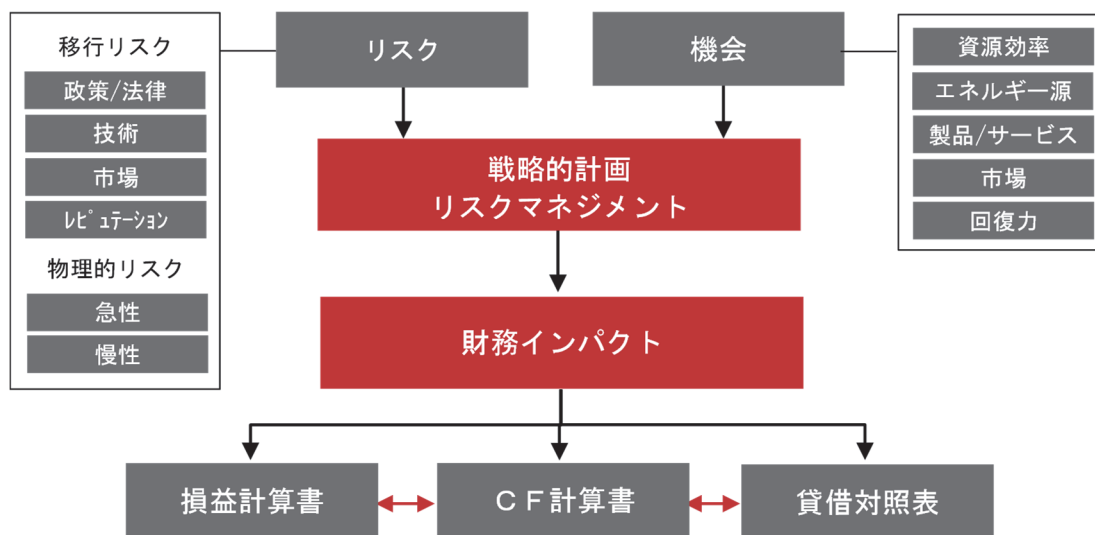 移行リスク
政策/法律
技術
市場
ﾚﾋﾟｭﾃｰｼｮﾝ
物理的リスク
急性
慢性
リスク
機会
資源効率
エネルギー源
製品/サービス
市場
回復力
戦略的計画
リスクマネジメント
財務インパクト
損益計算書
ＣＦ計算書
貸借対照表